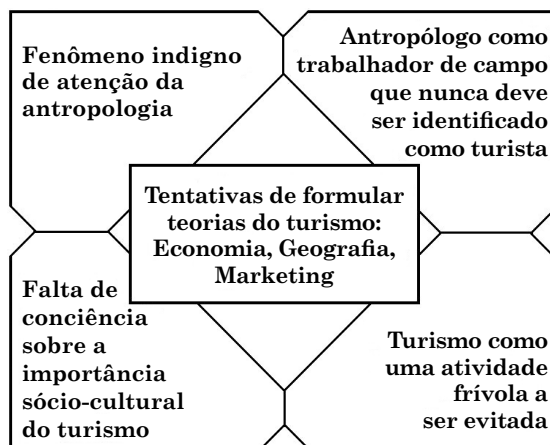 Fenômeno indigno
de atenção da
antropologia
Antropólogo como
trabalhador de campo
que nunca deve
ser identificado
como turista
Tentativas de formular
teorias do turismo:
Economia, Geografia,
Marketing
Falta de
conciência
sobre a
importância
sócio-cultural
do turismo
Turismo como
uma atividade
frívola a
ser evitada